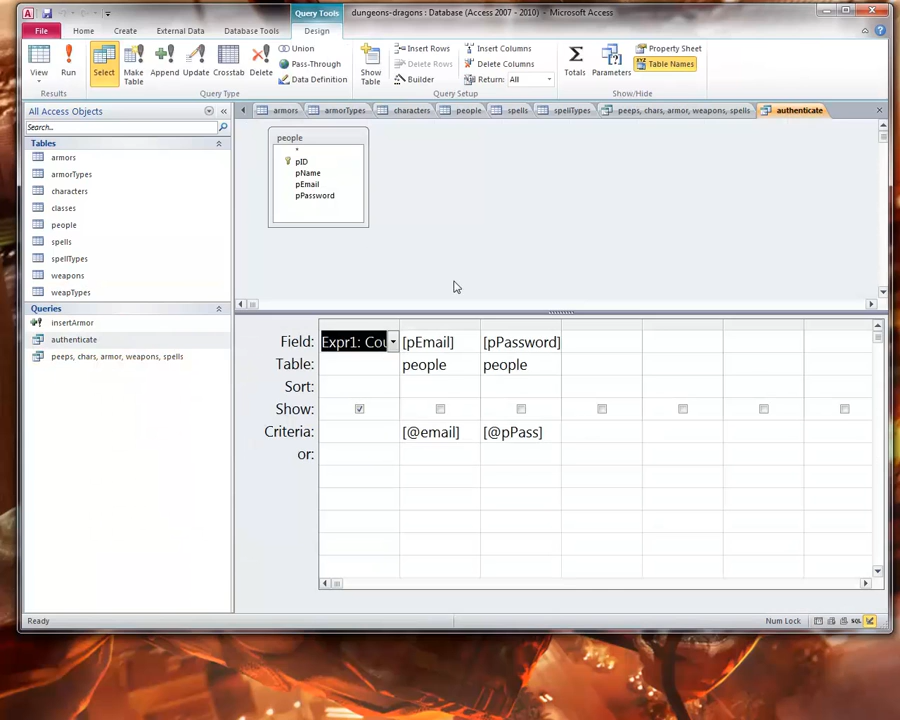 Query Tools
dungeons-dragons : Database (Access 2007 - 2010) - Microsoft Access
File Home Create External Data Database Tools Design
View Run Select Make Table Append Update Crosstab Delete
Union
Pass-Through
Data Definition
Show Table
Insert Rows
Delete Rows
Builder
Insert Columns
Delete Columns
Return: All
Totals Parameters
Property Sheet
Table Names
Results Query Type Query Setup Show/Hide
All Access Objects
Search...
Tables
armors
armorTypes
characters
classes
people
spells
spellTypes
weapons
weapTypes
Queries
insertArmor
authenticate
peeps, chars, armor, weapons, spells
armors armorTypes characters people spells spellTypes peeps, chars, armor, weapons, spells authenticate
people
*
pID
pName
pEmail
pPassword
Field: Expr1: Cou [pEmail] [pPassword]
Table: people people
Sort:
Show:
Criteria: [@email] [@pPass]
or:
Ready
Num Lock
SQL